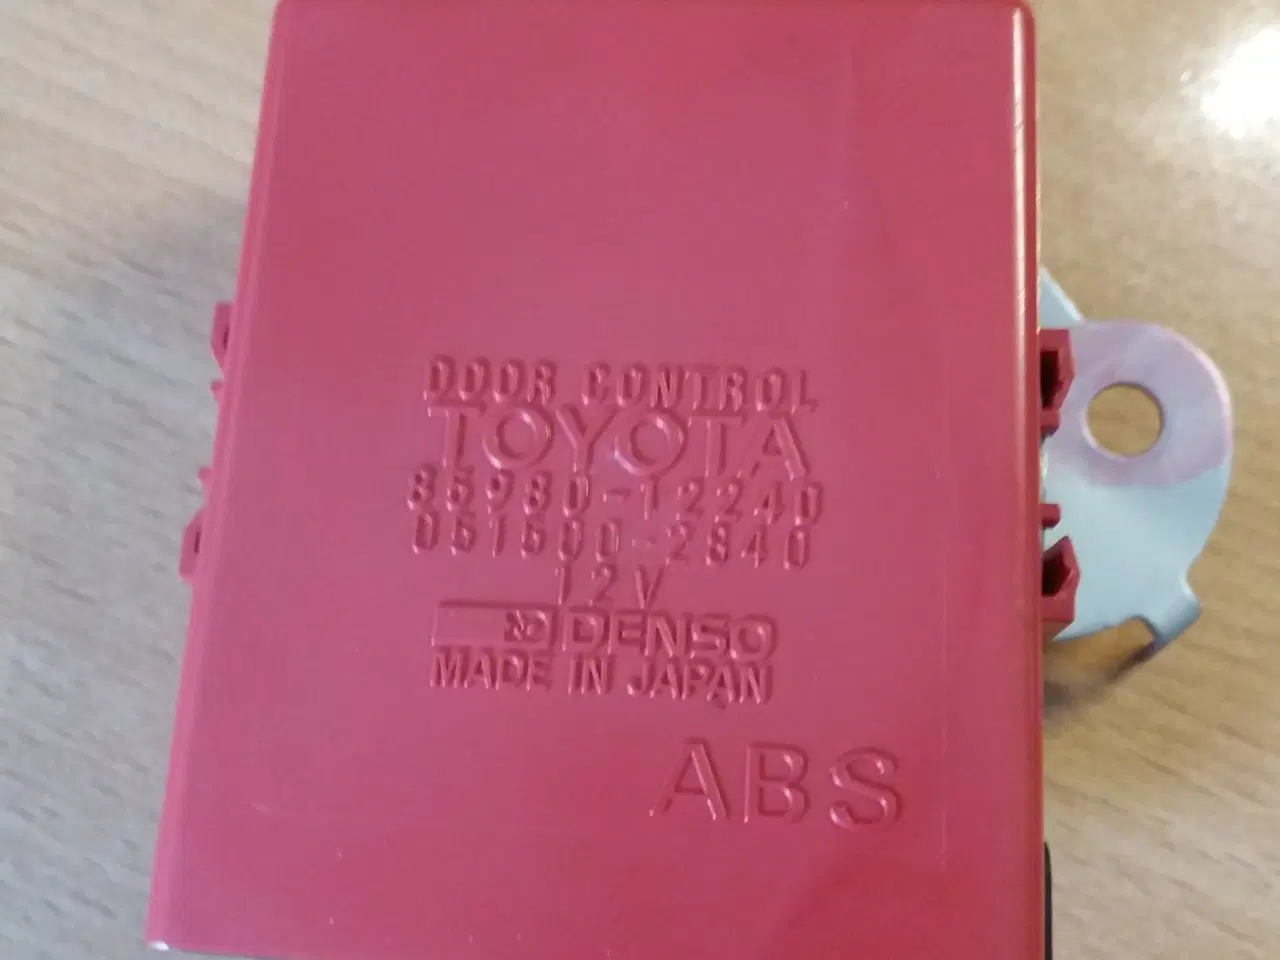 DOOR CONTROL
TOYOTA
85980-12240
051500-2840
12V
DENSO
MADE IN JAPAN
ABS